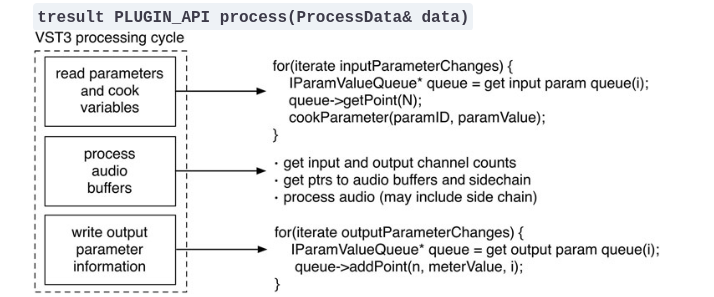 tresult PLUGIN_API process(ProcessData& data)
VST3 processing cycle
read parameters
and cook
variables
for(iterate inputParameterChanges) {
IParamValueQueue* queue = get input param queue(i);
queue->getPoint(N);
cookParameter(paramID, paramValue);
}
process
audio
buffers
· get input and output channel counts
· get ptrs to audio buffers and sidechain
· process audio (may include side chain)
write output
parameter
information
for(iterate outputParameterChanges) {
IParamValueQueue* queue = get output param queue(i);
queue->addPoint(n, meterValue, i);
}